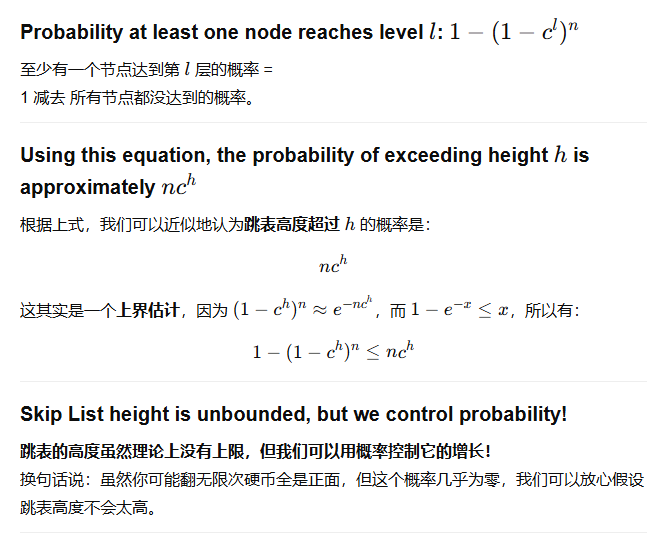 Probability at least one node reaches level $l$: $1-(1-c^l)^n$
至少有一个节点达到第 $l$ 层的概率 =
1 减去 所有节点都没达到的概率。
Using this equation, the probability of exceeding height $h$ is
approximately $nc^h$
根据上式，我们可以近似地认为跳表高度超过 $h$ 的概率是：
$nc^h$
这其实是一个上界估计，因为 $(1-c^h)^n \approx e^{-nc^h}$，而 $1-e^{-x} \leq x$，所以有：
$1-(1-c^h)^n \leq nc^h$
Skip List height is unbounded, but we control probability!
跳表的高度虽然理论上没有上限，但我们可以用概率控制它的增长！
换句话说：虽然你可能翻无限次硬币全是正面，但这个概率几乎为零，我们可以放心假设
跳表高度不会太高。